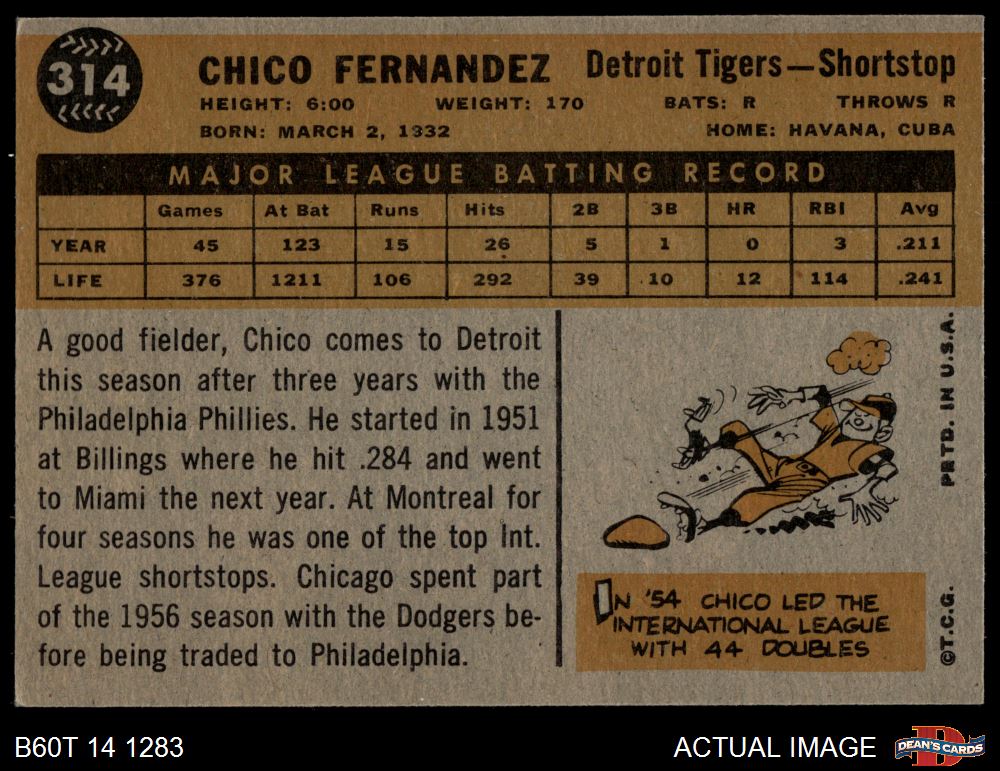 314
CHICO FERNANDEZ Detroit Tigers—Shortstop
HEIGHT: 6:00 WEIGHT: 170 BATS: R THROWS R
BORN: MARCH 2, 1932 HOME: HAVANA, CUBA
MAJOR LEAGUE BATTING RECORD
Games At Bat Runs Hits 2B 3B HR RBI Avg
YEAR 45 123 15 26 5 1 0 3 .211
LIFE 376 1211 106 292 39 10 12 114 .241
A good fielder, Chico comes to Detroit
this season after three years with the
Philadelphia Phillies. He started in 1951
at Billings where he hit .284 and went
to Miami the next year. At Montreal for
four seasons he was one of the top Int.
League shortstops. Chicago spent part
of the 1956 season with the Dodgers be-
fore being traded to Philadelphia.
IN '54 CHICO LED THE
INTERNATIONAL LEAGUE
WITH 44 DOUBLES
©T.C.G. PRTD. IN U.S.A.
B60T 14 1283
ACTUAL IMAGE
D
DEAN'S CARDS